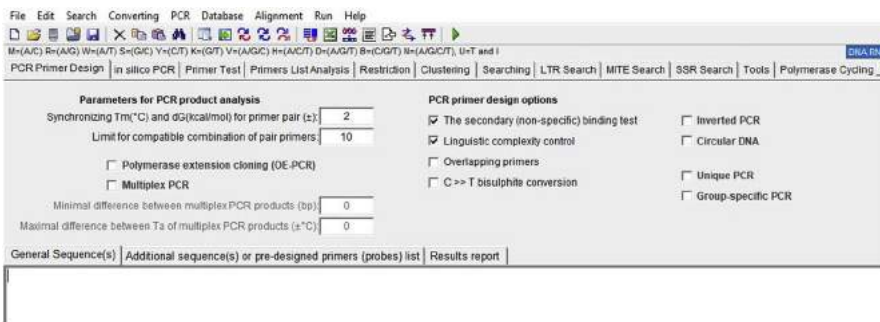 File Edit Search Converting PCR Database Alignment Run Help
M=(A/C) R=(A/G) W=(A/T) S=(G/C) Y=(C/T) K=(G/T) V=(A/G/C) H=(A/C/T) D=(A/G/T) B=(C/G/T) N=(A/G/C/T), U=T and I
DNA RN
PCR Primer Design in silico PCR Primer Test Primers List Analysis Restriction Clustering Searching LTR Search MITE Search SSR Search Tools Polymerase Cycling
Parameters for PCR product analysis
Synchronizing Tm(°C) and dG(kcal/mol) for primer pair (±): 2
Limit for compatible combination of pair primers: 10
Polymerase extension cloning (OE-PCR)
Multiplex PCR
Minimal difference between multiplex PCR products (bp): 0
Maximal difference between Ta of multiplex PCR products (±°C): 0
PCR primer design options
The secondary (non-specific) binding test
Linguistic complexity control
Overlapping primers
C >> T bisulphite conversion
Inverted PCR
Circular DNA
Unique PCR
Group-specific PCR
General Sequence(s) Additional sequence(s) or pre-designed primers (probes) list Results report